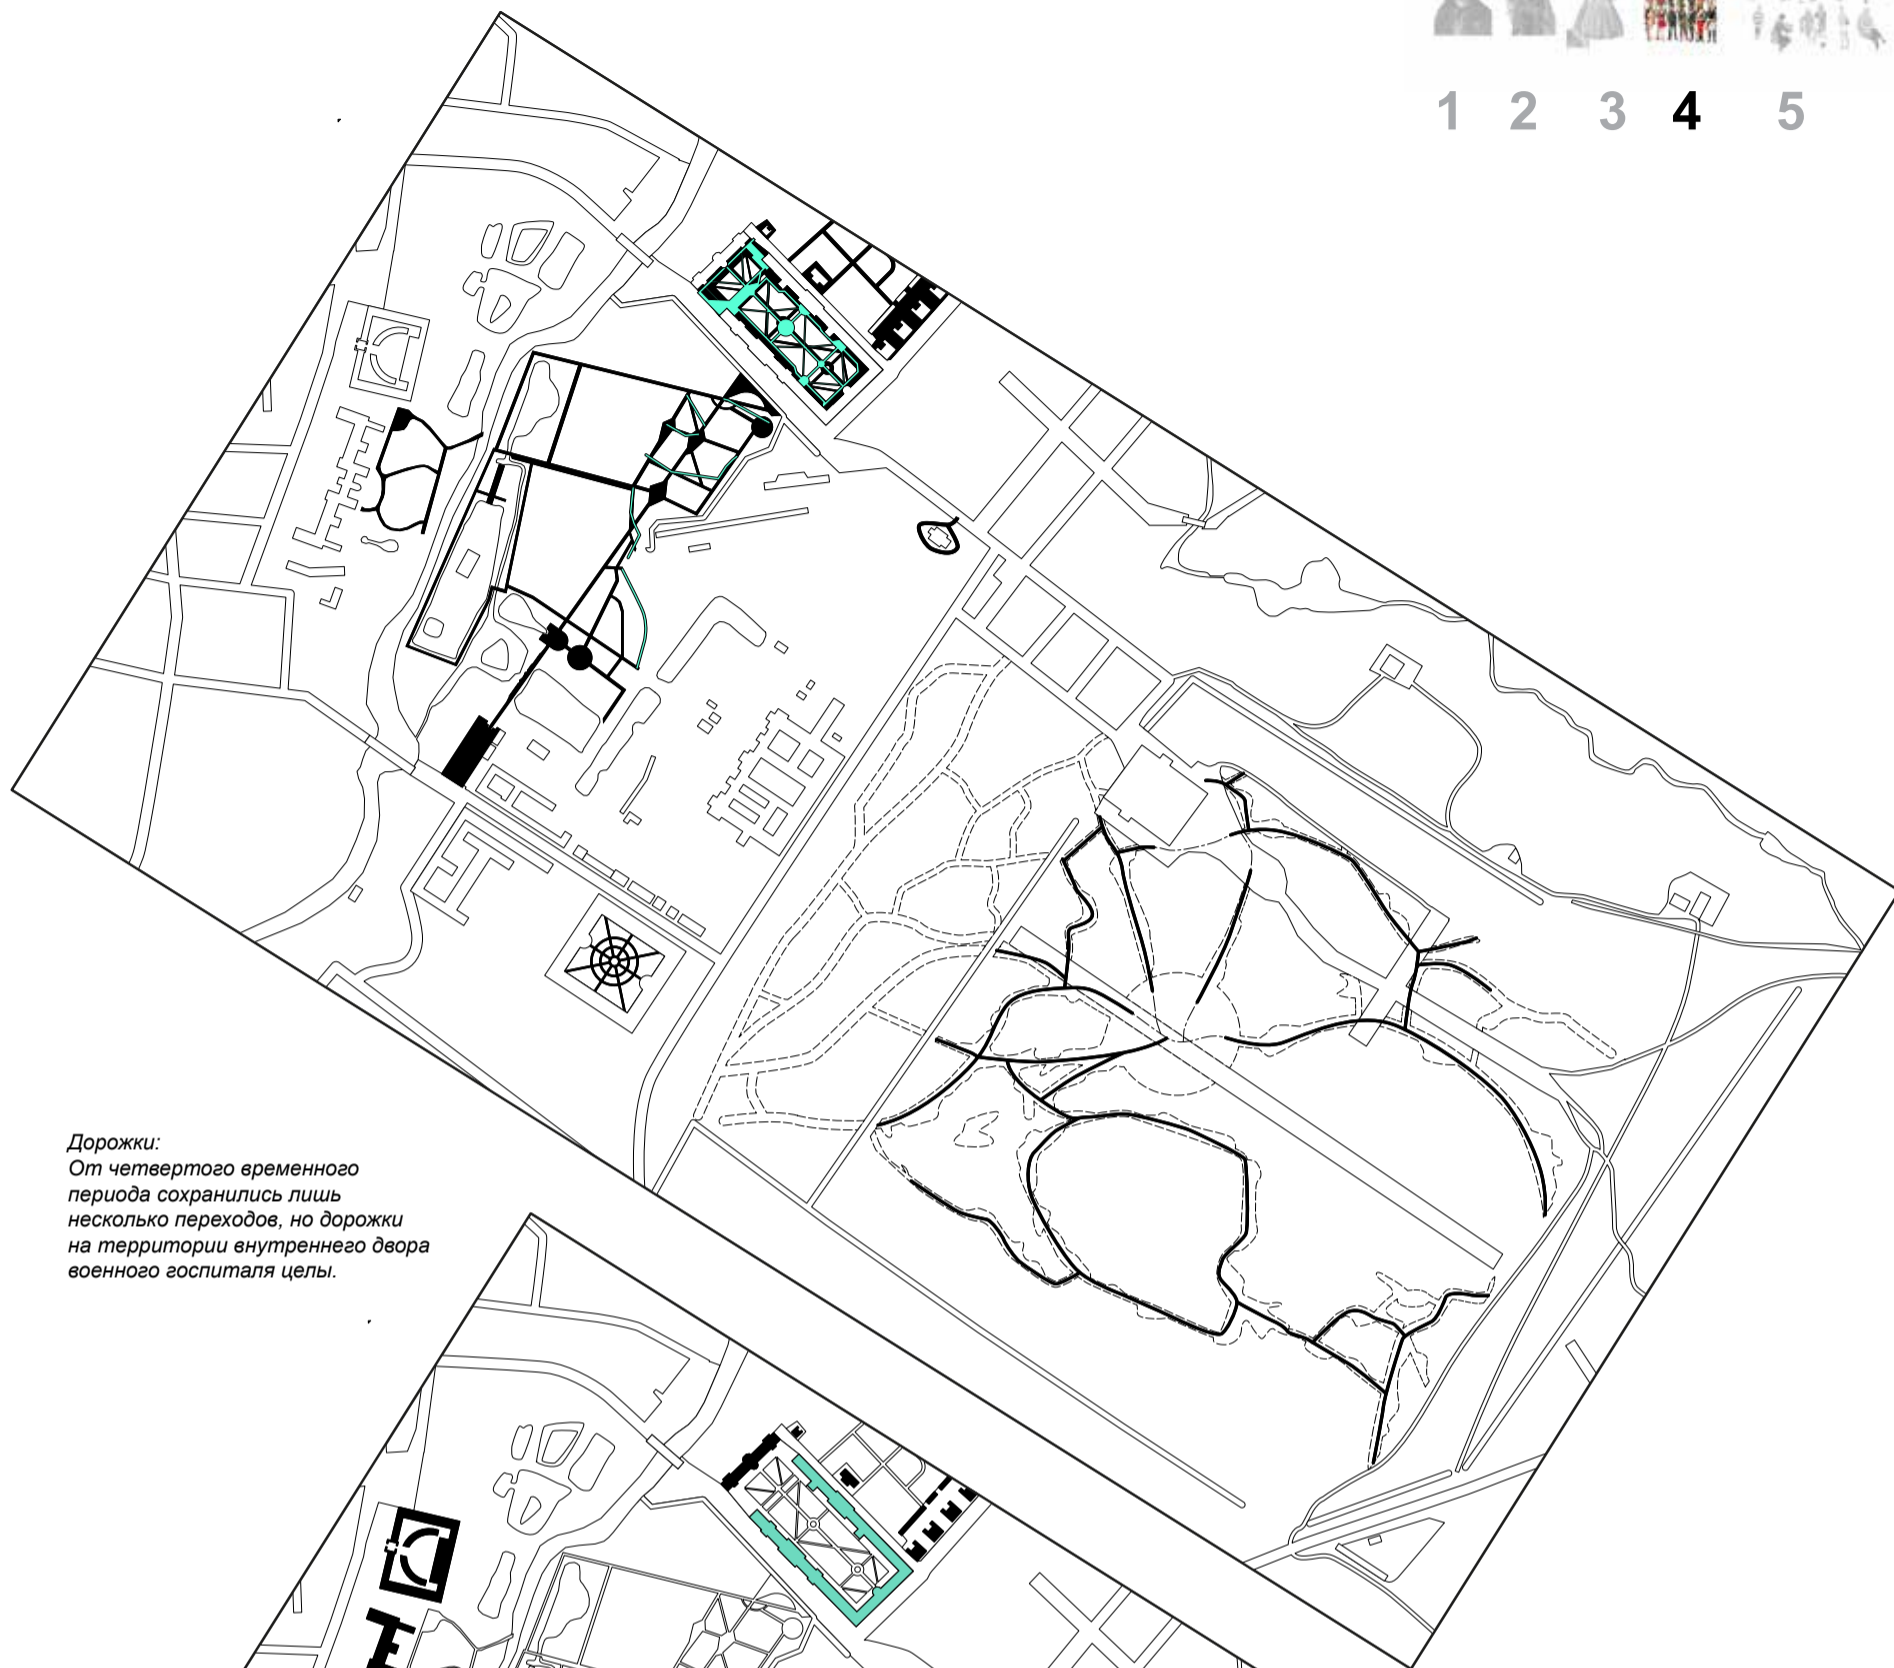 1 2 3 4 5
Дорожки:
От четвертого временного
периода сохранились лишь
несколько переходов, но дорожки
на территории внутреннего двора
военного госпиталя целы.